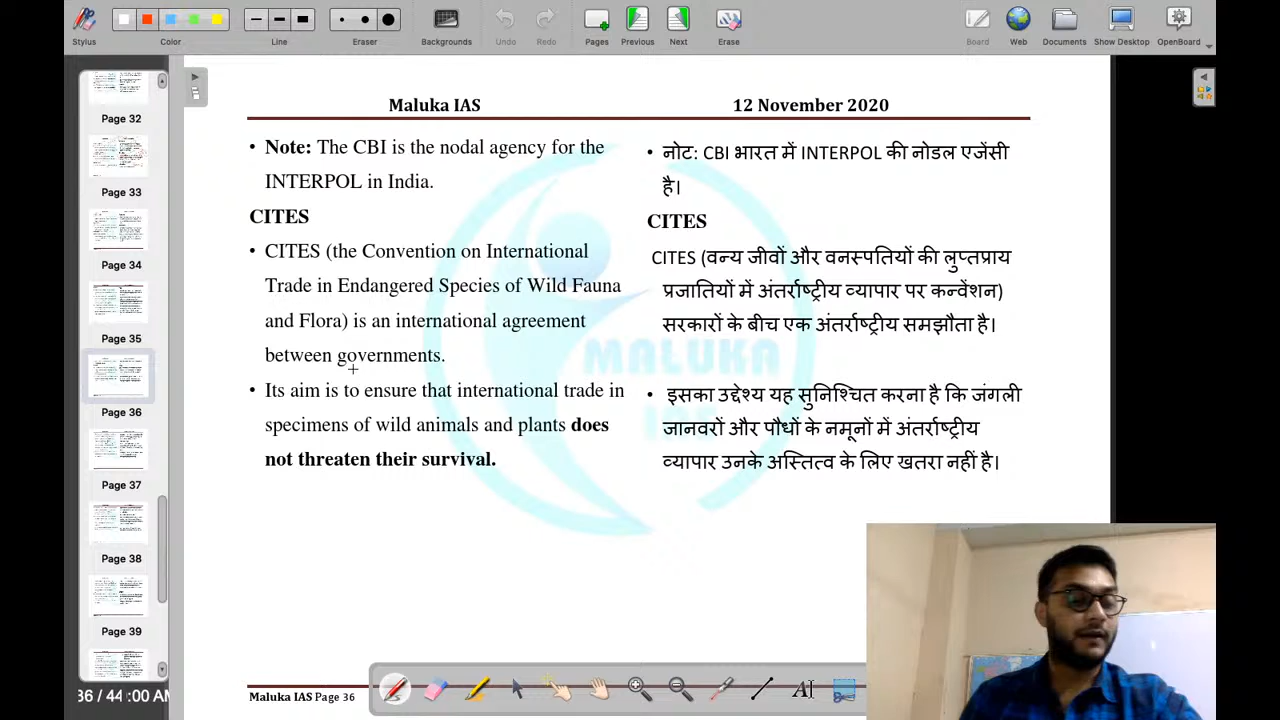 Stylus
Color
Line
Eraser
Backgrounds
Undo
Redo
Pages
Previous
Next
Erase
Board
Web
Documents
Show Desktop
OpenBoard
Page 32
Page 33
Page 34
Page 35
Page 36
Page 37
Page 38
Page 39
36 / 44 :00 AM
Maluka IAS
12 November 2020
• Note: The CBI is the nodal agency for the
INTERPOL in India.
CITES
• CITES (the Convention on International
Trade in Endangered Species of Wild Fauna
and Flora) is an international agreement
between governments.
• Its aim is to ensure that international trade in
specimens of wild animals and plants does
not threaten their survival.
• नोट: CBI भारत में INTERPOL की नोडल एजेंसी
है।
CITES
CITES (वन्य जीवों और वनस्पतियों की लुप्तप्राय
प्रजातियों में अंतर्राष्ट्रीय व्यापार पर कन्वेंशन)
सरकारों के बीच एक अंतर्राष्ट्रीय समझौता है।
• इसका उद्देश्य यह सुनिश्चित करना है कि जंगली
जानवरों और पौधों के नमूनों में अंतर्राष्ट्रीय
व्यापार उनके अस्तित्व के लिए खतरा नहीं है।
MALUKA
IAS
Maluka IAS Page 36